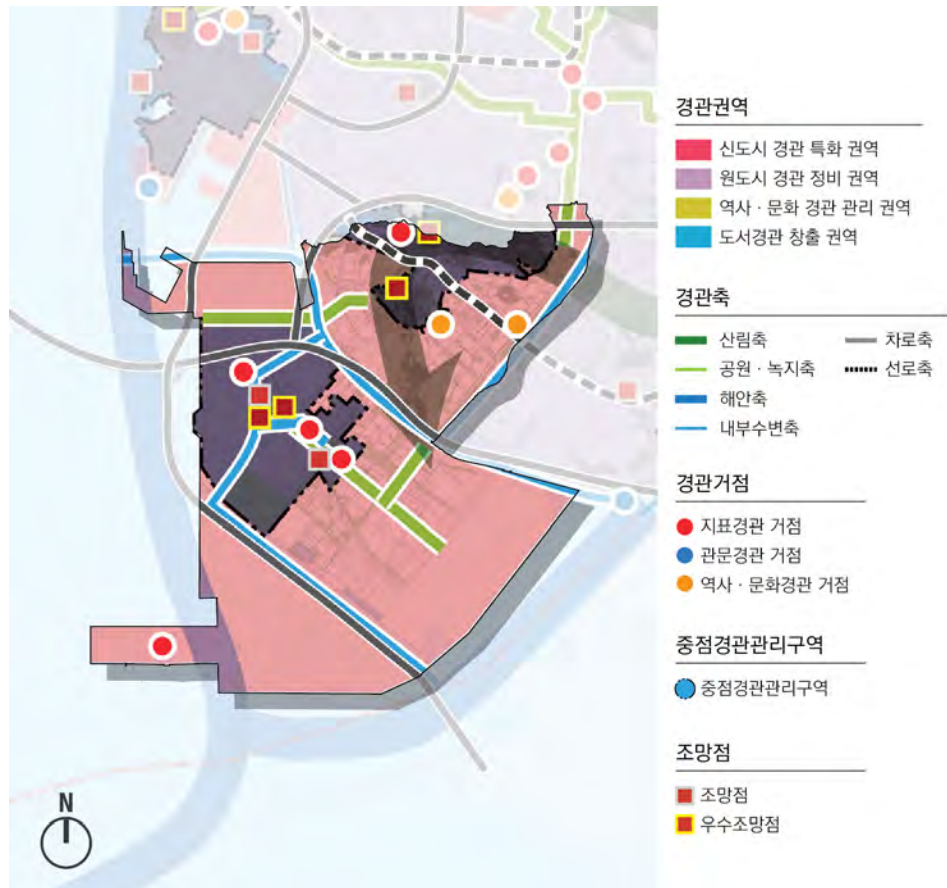 경관권역
신도시 경관 특화 권역
원도시 경관 정비 권역
역사 · 문화 경관 관리 권역
도서경관 창출 권역
경관축
산림축
차로축
공원 · 녹지축
선로축
해안축
내부수변축
경관거점
지표경관 거점
관문경관 거점
역사 · 문화경관 거점
중점경관관리구역
중점경관관리구역
조망점
조망점
우수조망점
N